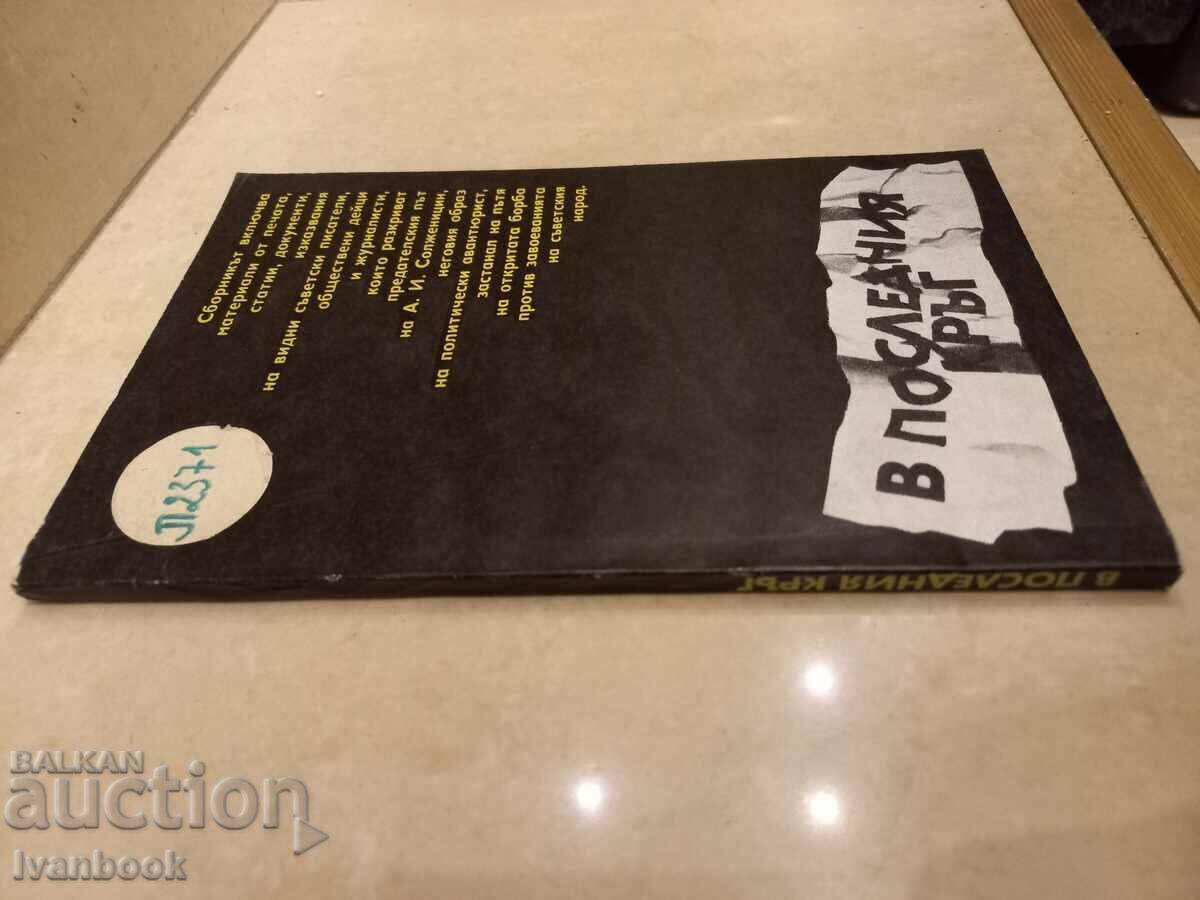 Сборникът включва
материали от печата,
статии, документи,
изказвания
на видни съветски писатели,
обществени дейци
и журналисти,
които разкриват
предателския път
на А. И. Солженицин,
неговия образ
на политически авантюрист,
застанал на пътя
на откритата борба
против завоеванията
на съветския
народ.
В ПОСЛЕДНИЯ
КРЪГ
П2371
В ПОСЛЕДНИЯ КРЪГ
BALKAN
auction
Ivanbook